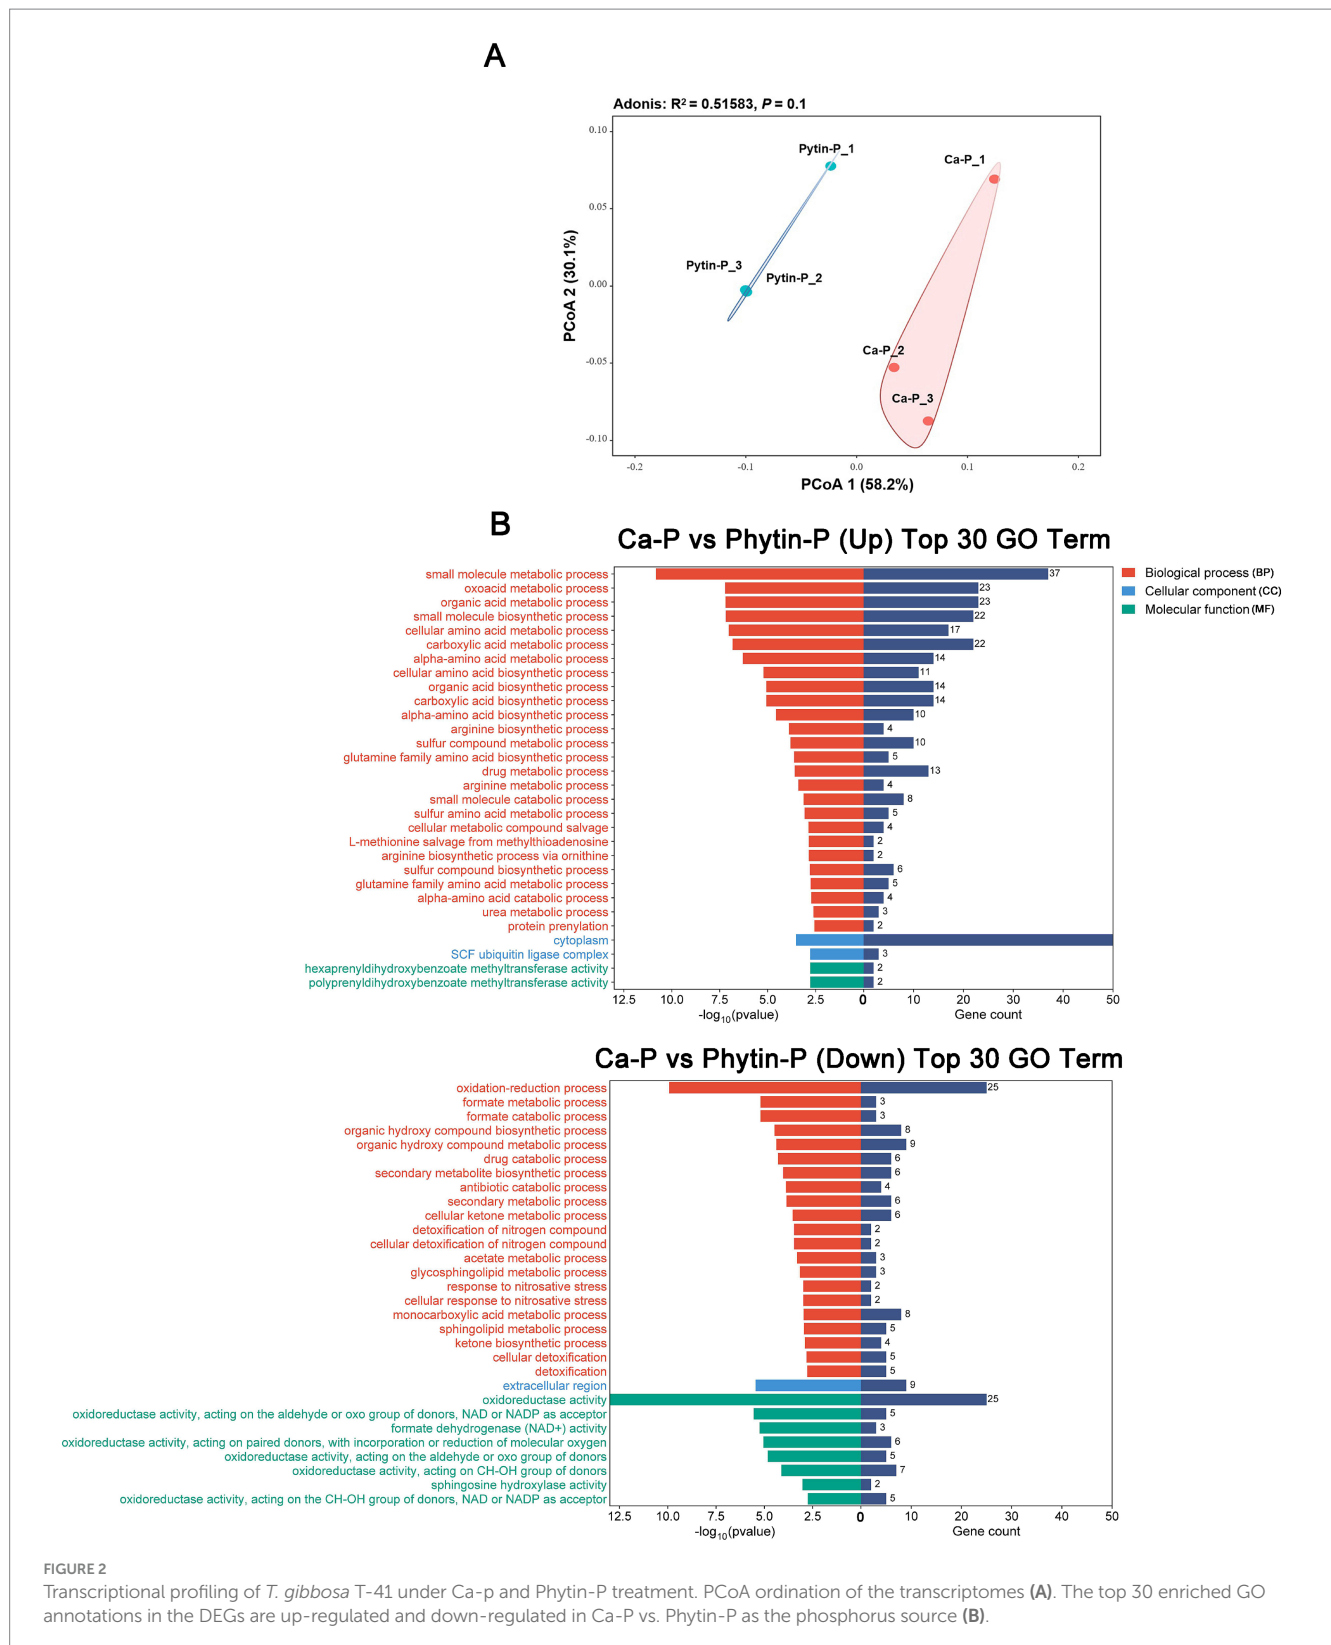 A
Adonis: R² = 0.51583, P = 0.1
0.10
0.05
0.00
-0.05
-0.10
PCoA 2 (30.1%)
Pytin-P_1
Ca-P_1
Pytin-P_3
Pytin-P_2
Ca-P_2
Ca-P_3
-0.2 -0.1 0.0 0.1 0.2
PCoA 1 (58.2%)
B
Ca-P vs Phytin-P (Up) Top 30 GO Term
small molecule metabolic process 37
oxoacid metabolic process 23
organic acid metabolic process 23
small molecule biosynthetic process 22
cellular amino acid metabolic process 17
carboxylic acid metabolic process 22
alpha-amino acid metabolic process 14
cellular amino acid biosynthetic process 11
organic acid biosynthetic process 14
carboxylic acid biosynthetic process 14
alpha-amino acid biosynthetic process 10
arginine biosynthetic process 4
sulfur compound metabolic process 10
glutamine family amino acid biosynthetic process 5
drug metabolic process 13
arginine metabolic process 4
small molecule catabolic process 8
sulfur amino acid metabolic process 5
cellular metabolic compound salvage 4
L-methionine salvage from methylthioadenosine 2
arginine biosynthetic process via ornithine 2
sulfur compound biosynthetic process 6
glutamine family amino acid metabolic process 5
alpha-amino acid catabolic process 4
urea metabolic process 3
protein prenylation 2
cytoplasm
SCF ubiquitin ligase complex 3
hexaprenyldihydroxybenzoate methyltransferase activity 2
polyprenyldihydroxybenzoate methyltransferase activity 2
12.5 10.0 7.5 5.0 2.5 0 10 20 30 40 50
-log10(pvalue) Gene count
Biological process (BP)
Cellular component (CC)
Molecular function (MF)
Ca-P vs Phytin-P (Down) Top 30 GO Term
oxidation-reduction process 25
formate metabolic process 3
formate catabolic process 3
organic hydroxy compound biosynthetic process 8
organic hydroxy compound metabolic process 9
drug catabolic process 6
secondary metabolite biosynthetic process 6
antibiotic catabolic process 4
secondary metabolic process 6
cellular ketone metabolic process 6
detoxification of nitrogen compound 2
cellular detoxification of nitrogen compound 2
acetate metabolic process 3
glycosphingolipid metabolic process 3
response to nitrosative stress 2
cellular response to nitrosative stress 2
monocarboxylic acid metabolic process 8
sphingolipid metabolic process 5
ketone biosynthetic process 4
cellular detoxification 5
detoxification 5
extracellular region 9
oxidoreductase activity 25
oxidoreductase activity, acting on the aldehyde or oxo group of donors, NAD or NADP as acceptor 5
formate dehydrogenase (NAD+) activity 3
oxidoreductase activity, acting on paired donors, with incorporation or reduction of molecular oxygen 6
oxidoreductase activity, acting on the aldehyde or oxo group of donors 5
oxidoreductase activity, acting on CH-OH group of donors 7
sphingosine hydroxylase activity 2
oxidoreductase activity, acting on the CH-OH group of donors, NAD or NADP as acceptor 5
12.5 10.0 7.5 5.0 2.5 0 10 20 30 40 50
-log10(pvalue) Gene count
FIGURE 2
Transcriptional profiling of T. gibbosa T-41 under Ca-p and Phytin-P treatment. PCoA ordination of the transcriptomes (A). The top 30 enriched GO
annotations in the DEGs are up-regulated and down-regulated in Ca-P vs. Phytin-P as the phosphorus source (B).